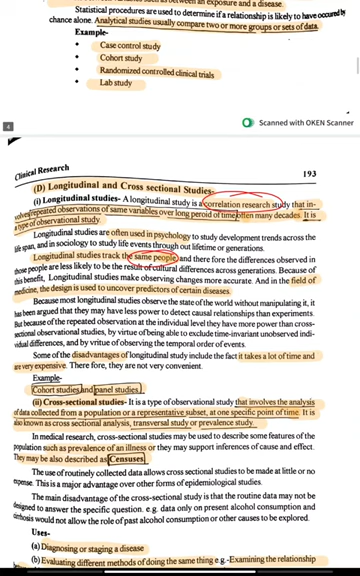 such as between an exposure and a disease.
Statistical procedures are used to determine if a relationship is likely to have occured by
chance alone. Analytical studies usually compare two or more groups or sets of data.
Example-
• Case control study
• Cohort study
• Randomized controlled clinical trials
• Lab study
Scanned with OKEN Scanner
4
Clinical Research
193
(D) Longitudinal and Cross sectional Studies-
(i) Longitudinal studies- A longitudinal study is a correlation research study that in-
volves repeated observations of same variables over long peroid of time often many decades. It is
a type of observational study.
Longitudinal studies are often used in psychology to study development trends across the
life span, and in sociology to study life events through out lifetime or generations.
Longitudinal studies track the same people, and there fore the differences observed in
those people are less likely to be the result of cultural differences across generations. Because of
this benefit, Longitudinal studies make observing changes more accurate. And in the field of
medicine, the design is used to uncover predictors of certain diseases.
Because most longitudinal studies observe the state of the world without manipulating it, it
has been argued that they may have less power to detect causal relationships than experiments.
But because of the repeated observation at the individual level they have more power than cross-
sectional observational studies, by virtue of being able to exclude time-invariant unobserved indi-
vidual differences, and by vritue of observing the temporal order of events.
Some of the disadvantages of longitudinal study include the fact it takes a lot of time and
are very expensive. There fore, they are not very convenient.
Example-
Cohort studies and panel studies.
(ii) Cross-sectional studies- It is a type of observational study that involves the analysis
of data collected from a population or a representative subset, at one specific point of time. It is
also known as cross sectional analysis, transversal study or prevalence study.
In medical research, cross-sectional studies may be used to describe some features of the
population such as prevalence of an illness or they may support inferences of cause and effect.
They may be also described as Censuses.
The use of routinely collected data allows cross sectional studies to be made at little or no
expense. This is a major advantage over other forms of epidemiological studies.
The main disadvantage of the cross-sectional study is that the routine data may not be
designed to answer the specific question. e.g. data only on present alcohol consumption and
cirrhosis would not allow the role of past alcohol consumption or other causes to be explored.
Uses-
(a) Diagnosing or staging a disease
(b) Evaluating different methods of doing the same thing e.g.-Examining the relationship